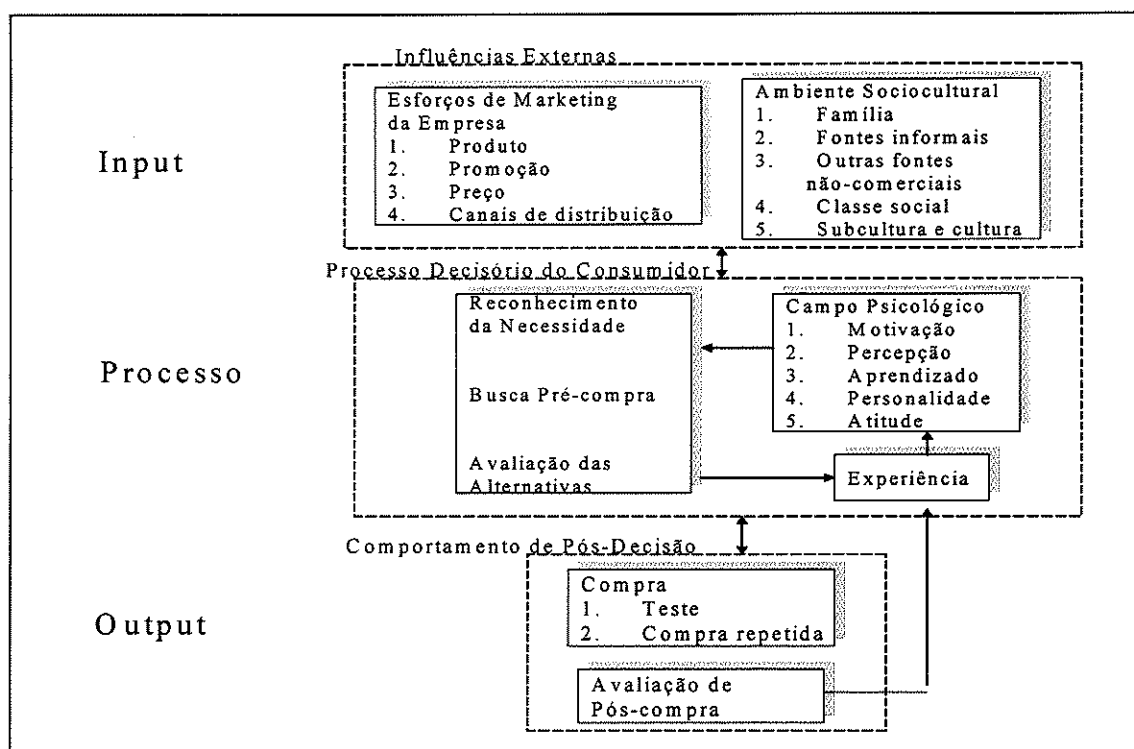 Input
Influências Externas
Esforços de Marketing
da Empresa
1. Produto
2. Promoção
3. Preço
4. Canais de distribuição
Ambiente Sociocultural
1. Família
2. Fontes informais
3. Outras fontes
não-comerciais
4. Classe social
5. Subcultura e cultura
Processo
Processo Decisório do Consumidor
Reconhecimento
da Necessidade
Busca Pré-compra
Avaliação das
Alternativas
Campo Psicológico
1. Motivação
2. Percepção
3. Aprendizado
4. Personalidade
5. Atitude
Experiência
Output
Comportamento de Pós-Decisão
Compra
1. Teste
2. Compra repetida
Avaliação de
Pós-compra